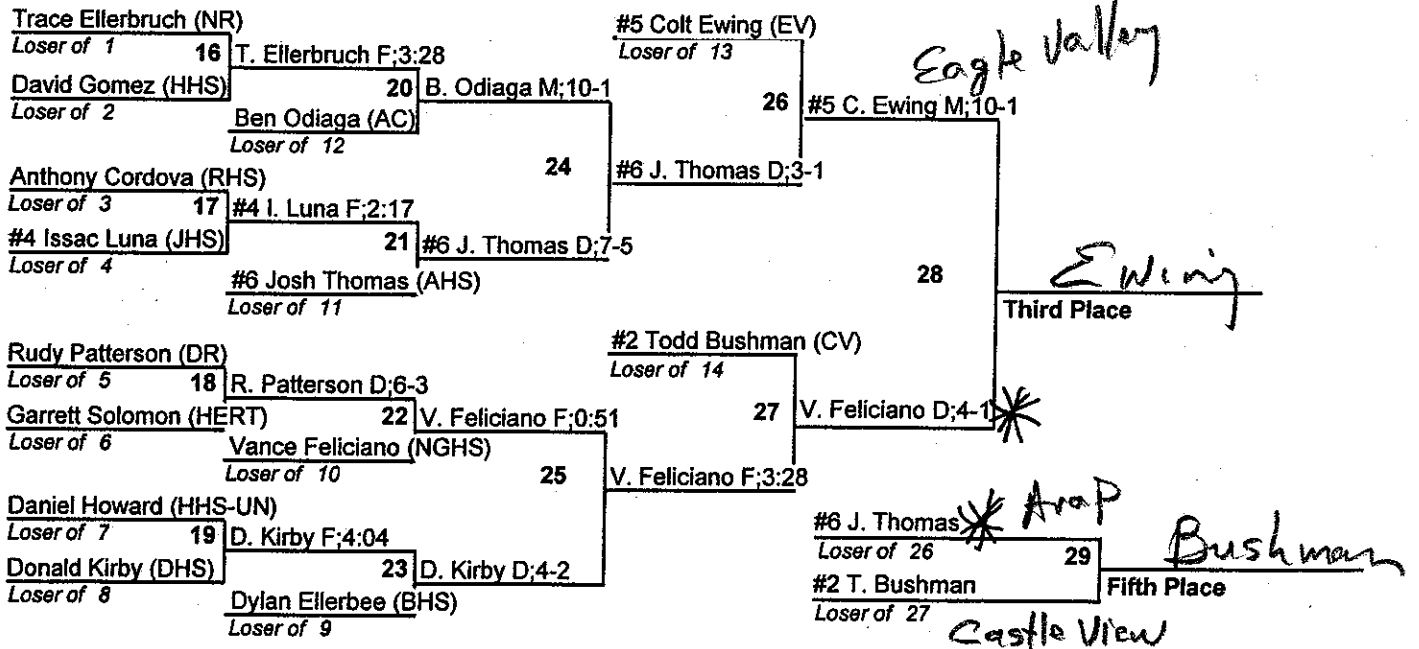 Trace Ellerbruch (NR)
Loser of 1
16
T. Ellerbruch F;3:28
David Gomez (HHS)
Loser of 2
20
B. Odiaga M;10-1
Ben Odiaga (AC)
Loser of 12
24
Anthony Cordova (RHS)
Loser of 3
17
#4 I. Luna F;2:17
#4 Issac Luna (JHS)
Loser of 4
21
#6 J. Thomas D;7-5
#6 Josh Thomas (AHS)
Loser of 11
#5 Colt Ewing (EV)
Loser of 13
Eagle Valley
26
#5 C. Ewing M;10-1
#6 J. Thomas D;3-1
28
Ewing
Third Place
Rudy Patterson (DR)
Loser of 5
18
R. Patterson D;6-3
Garrett Solomon (HERT)
Loser of 6
22
V. Feliciano F;0:51
Vance Feliciano (NGHS)
Loser of 10
25
V. Feliciano F;3:28
Daniel Howard (HHS-UN)
Loser of 7
19
D. Kirby F;4:04
Donald Kirby (DHS)
Loser of 8
23
D. Kirby D;4-2
Dylan Ellerbee (BHS)
Loser of 9
#2 Todd Bushman (CV)
Loser of 14
27
V. Feliciano D;4-1
#6 J. Thomas
Arap
Loser of 26
29
Bushman
#2 T. Bushman
Fifth Place
Loser of 27
Castle View